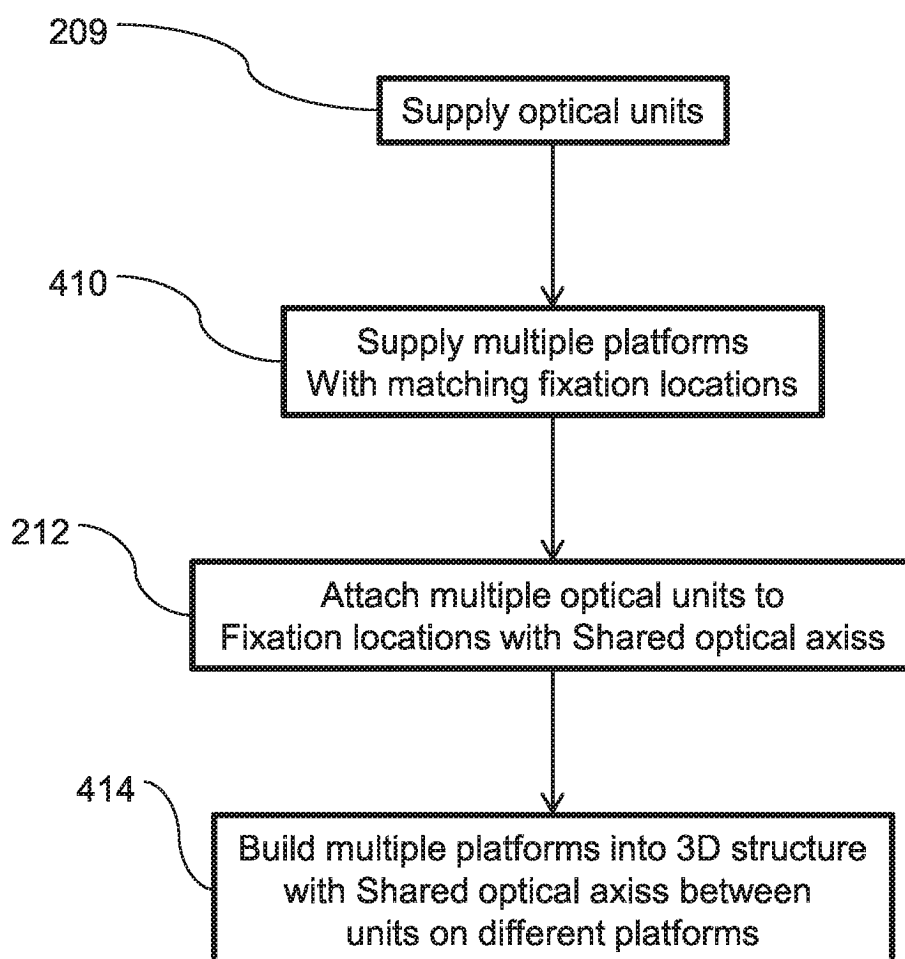 209
Supply optical units
410
Supply multiple platforms
With matching fixation locations
212
Attach multiple optical units to
Fixation locations with Shared optical axiss
414
Build multiple platforms into 3D structure
with Shared optical axiss between
units on different platforms